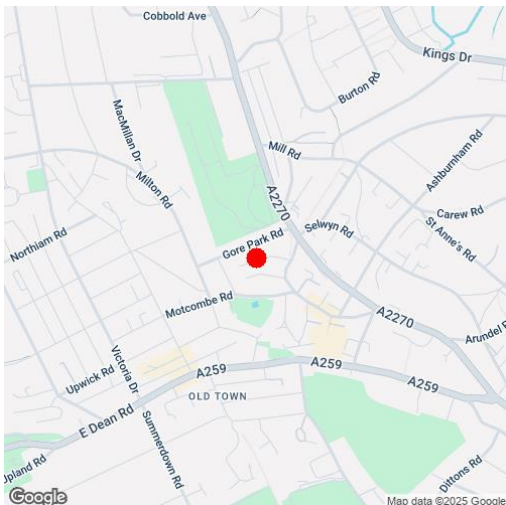 Cobbold Ave
Kings Dr
Burton Rd
MacMillan Dr
Mill Rd
Ashburnham Rd
Milton Rd
A2270
Carew Rd
St Anne's Rd
Selwyn Rd
Northiam Rd
Gore Park Rd
Motcombe Rd
A2270
Arundel R
Victoria Dr
A259
A259
A259
Upwick Rd
OLD TOWN
E Dean Rd
Summerdown Rd
Upland Rd
Dittons Rd
Google
Map data ©2025 Google